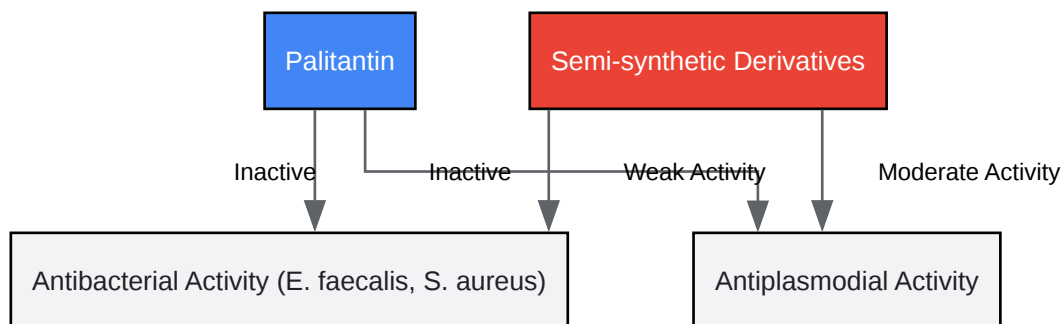 Palitantin
Semi-synthetic Derivatives
Inactive
Inactive
Weak Activity
Moderate Activity
Antibacterial Activity (E. faecalis, S. aureus)
Antiplasmodial Activity